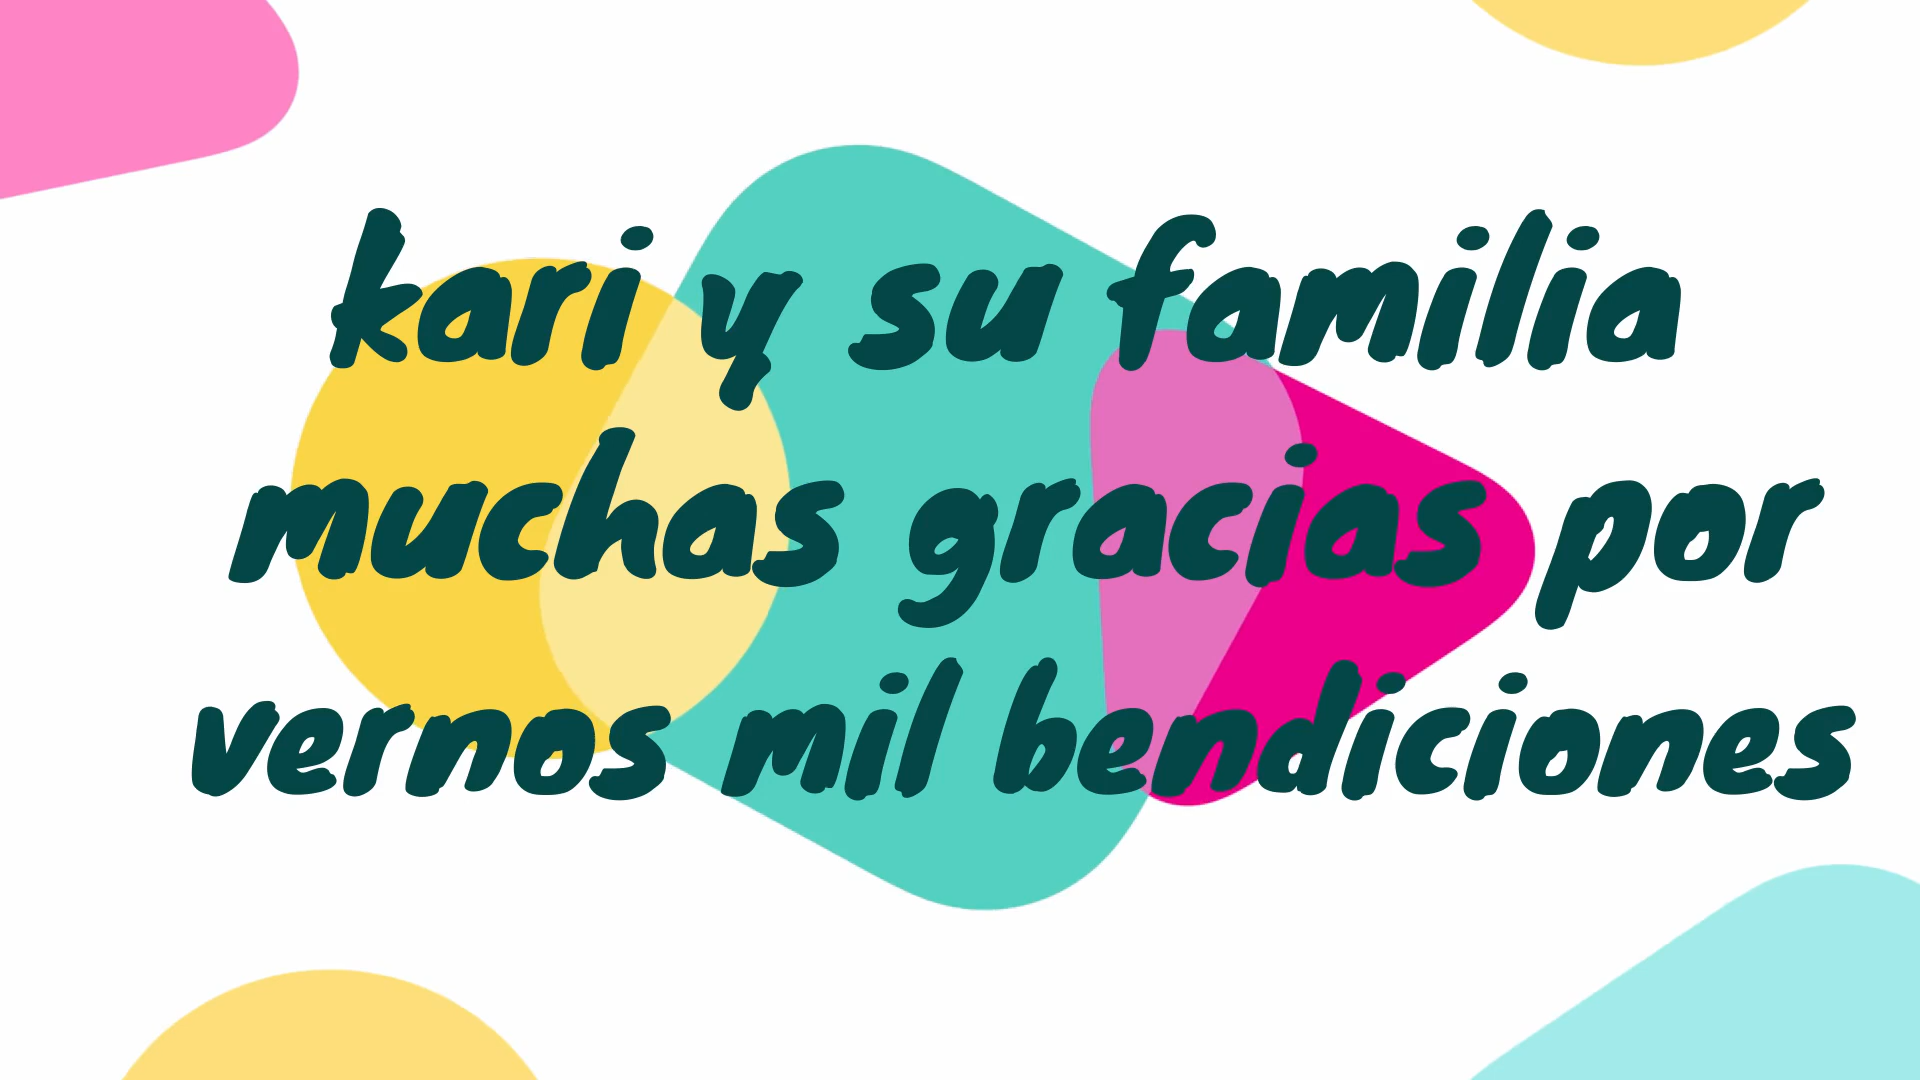 kari y su familia
muchas gracias por
vernos mil bendiciones